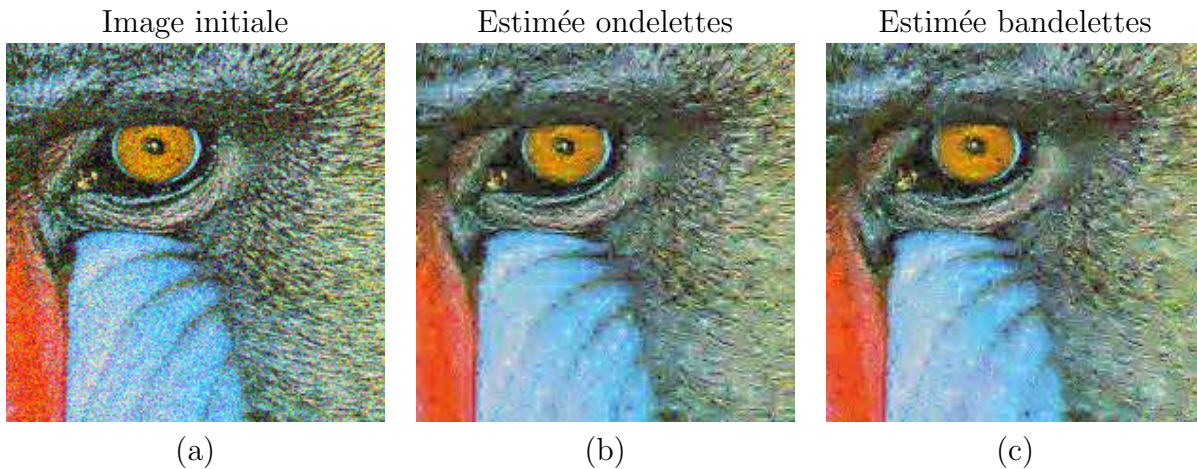 Image initiale
Estimée ondelettes
Estimée bandelettes
(a)
(b)
(c)